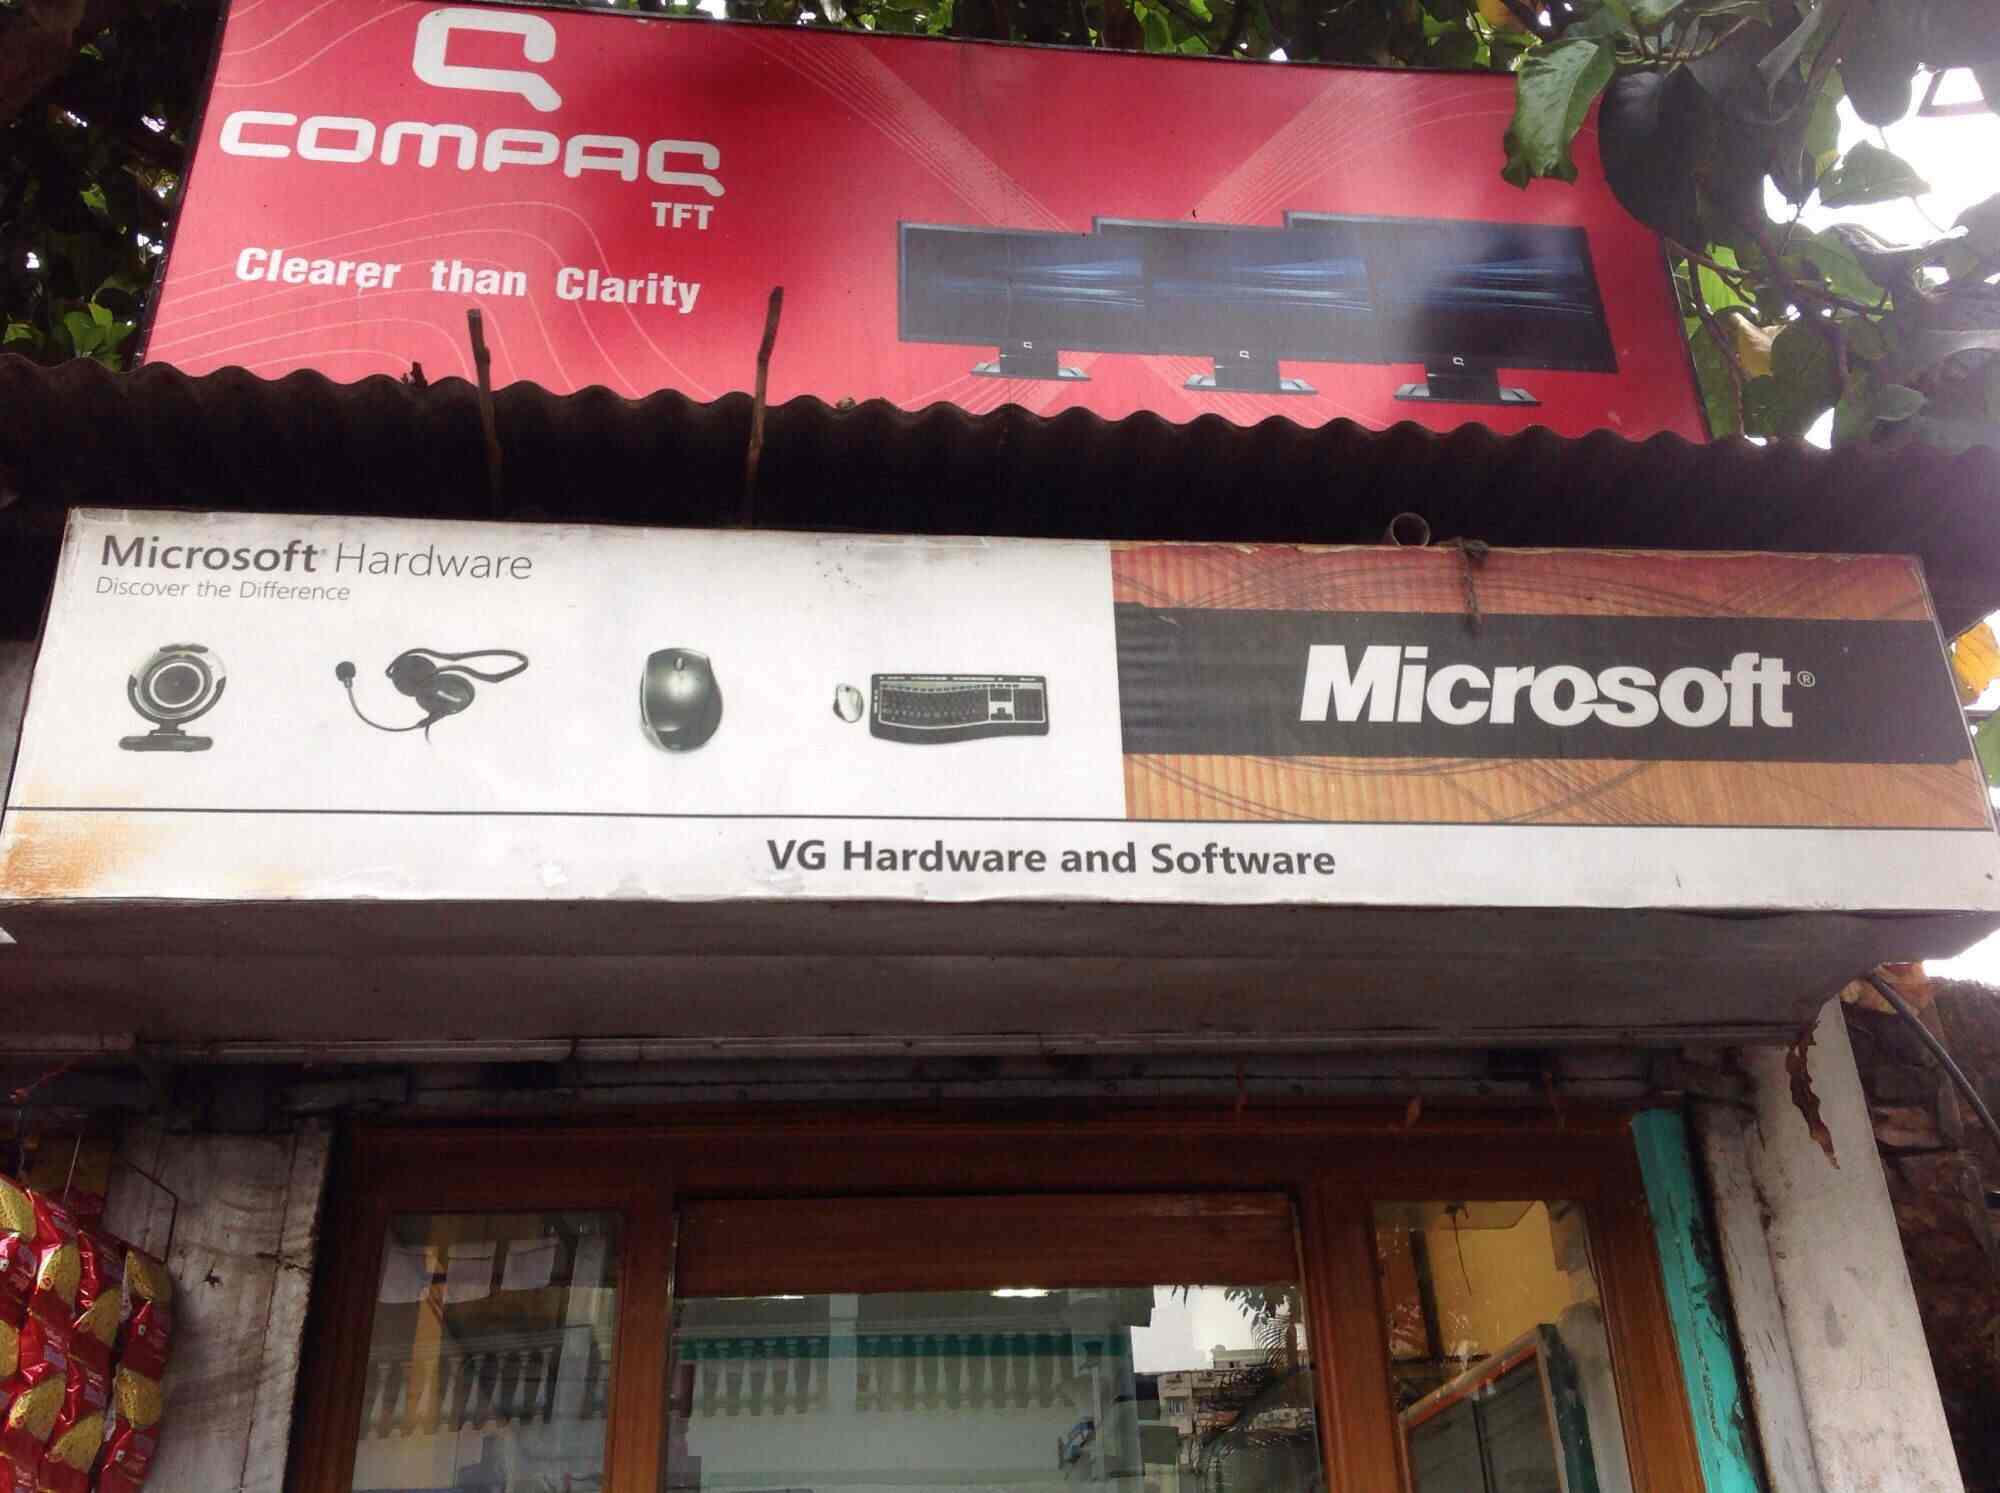 COMPAQ
TFT
Clearer than Clarity
Microsoft® Hardware
Discover the Difference
Microsoft®
VG Hardware and Software